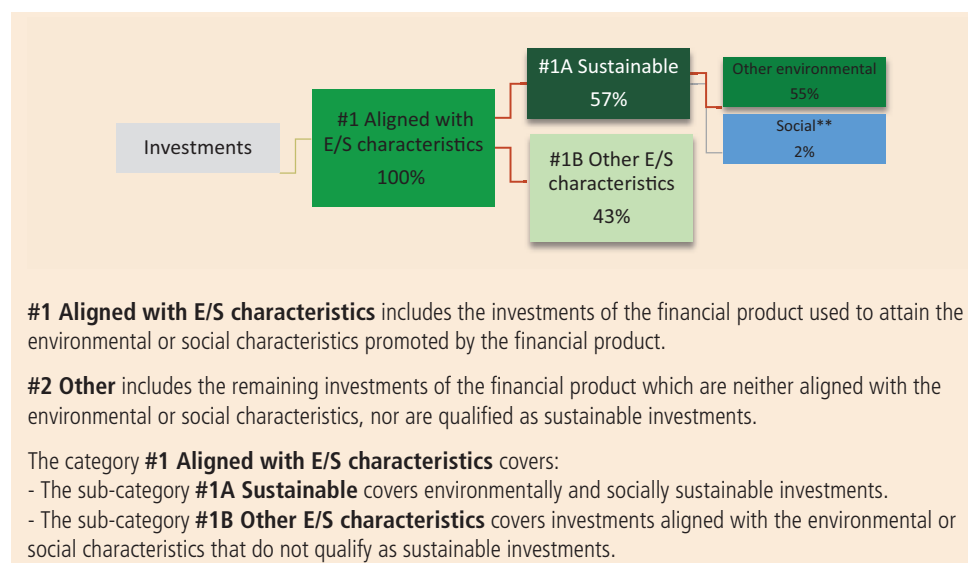 Investments
#1 Aligned with
E/S characteristics
100%
#1A Sustainable
57%
#1B Other E/S
characteristics
43%
Other environmental
55%
Social**
2%
#1 Aligned with E/S characteristics includes the investments of the financial product used to attain the
environmental or social characteristics promoted by the financial product.
#2 Other includes the remaining investments of the financial product which are neither aligned with the
environmental or social characteristics, nor are qualified as sustainable investments.
The category #1 Aligned with E/S characteristics covers:
- The sub-category #1A Sustainable covers environmentally and socially sustainable investments.
- The sub-category #1B Other E/S characteristics covers investments aligned with the environmental or
social characteristics that do not qualify as sustainable investments.